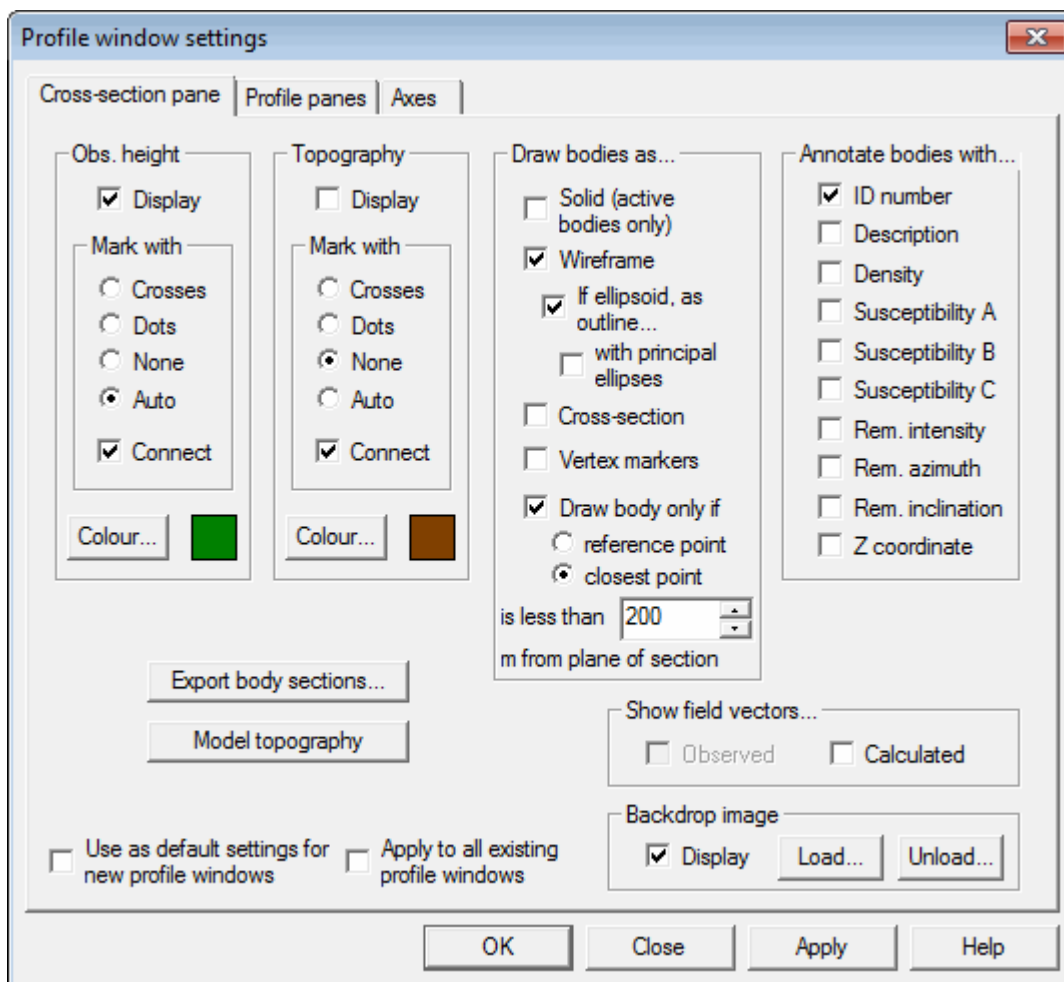 Profile window settings
Cross-section pane
Profile panes
Axes
Obs. height
Display
Mark with
Crosses
Dots
None
Auto
Connect
Colour...
Topography
Display
Mark with
Crosses
Dots
None
Auto
Connect
Colour...
Draw bodies as...
Solid (active
bodies only)
Wireframe
If ellipsoid, as
outline...
with principal
ellipses
Cross-section
Vertex markers
Draw body only if
reference point
closest point
is less than 200
m from plane of section
Annotate bodies with...
ID number
Description
Density
Susceptibility A
Susceptibility B
Susceptibility C
Rem. intensity
Rem. azimuth
Rem. inclination
Z coordinate
Export body sections...
Model topography
Show field vectors...
Observed
Calculated
Backdrop image
Display
Load...
Unload...
Use as default settings for
new profile windows
Apply to all existing
profile windows
OK
Close
Apply
Help